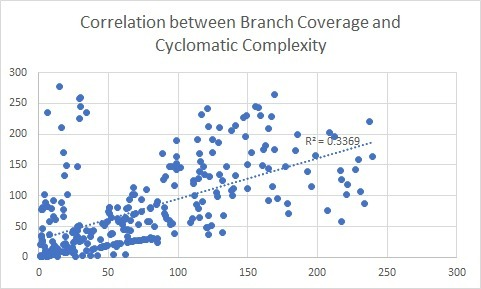 Correlation between Branch Coverage and
Cyclomatic Complexity
300
250
200
R² = 0.3369
150
100
50
0
0 50 100 150 200 250 300